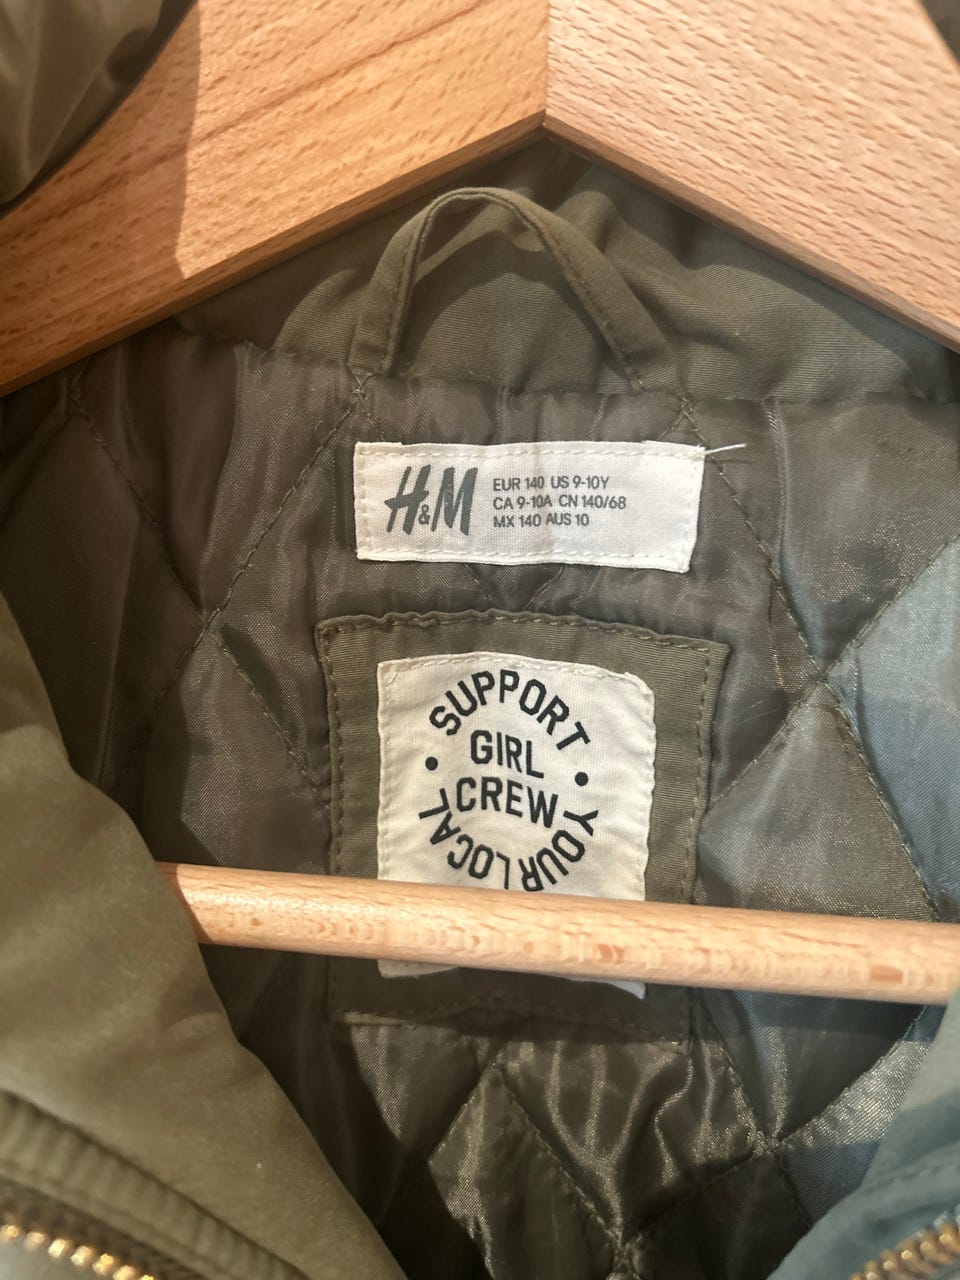 H&M
EUR 140 US 9-10Y
CA 9-10A CN 140/68
MX 140 AUS 10
SUPPORT
YOUR LOCAL
GIRL
CREW